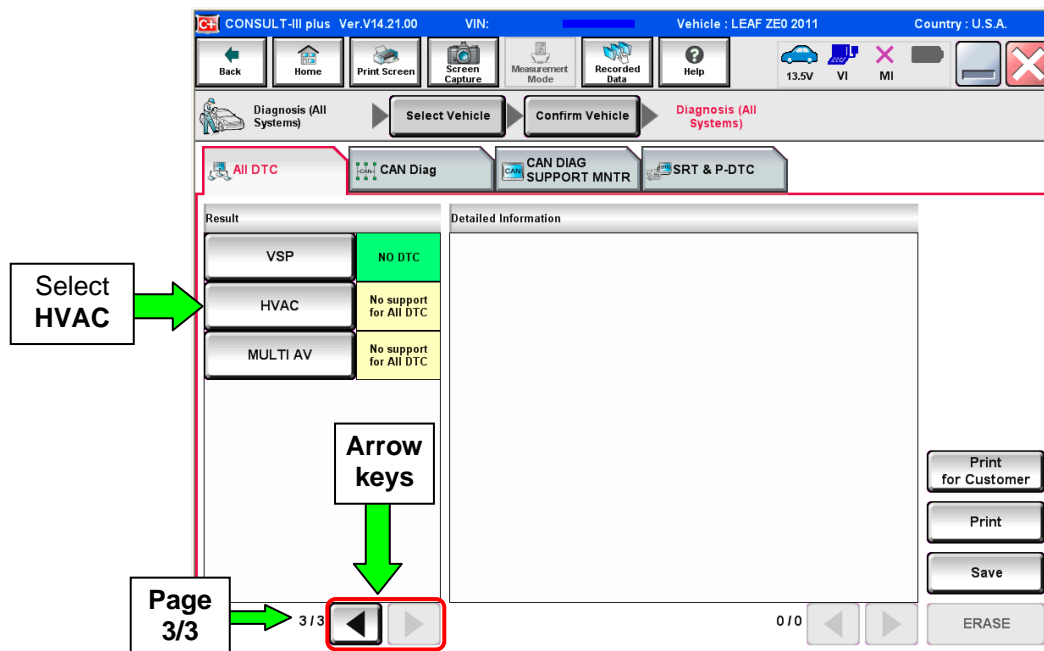 C+ CONSULT-III plus Ver.V14.21.00 VIN: Vehicle : LEAF ZE0 2011 Country : U.S.A.
Back
Home
Print Screen
Screen
Capture
Measurement
Mode
Recorded
Data
Help
13.5V
VI
MI
Diagnosis (All
Systems)
Select Vehicle
Confirm Vehicle
Diagnosis (All
Systems)
All DTC
CAN Diag
CAN DIAG
SUPPORT MNTR
SRT & P-DTC
Result
Detailed Information
VSP
NO DTC
Select
HVAC
HVAC
No support
for All DTC
MULTI AV
No support
for All DTC
Arrow
keys
Print
for Customer
Print
Save
Page
3/3
3 / 3
0 / 0
ERASE